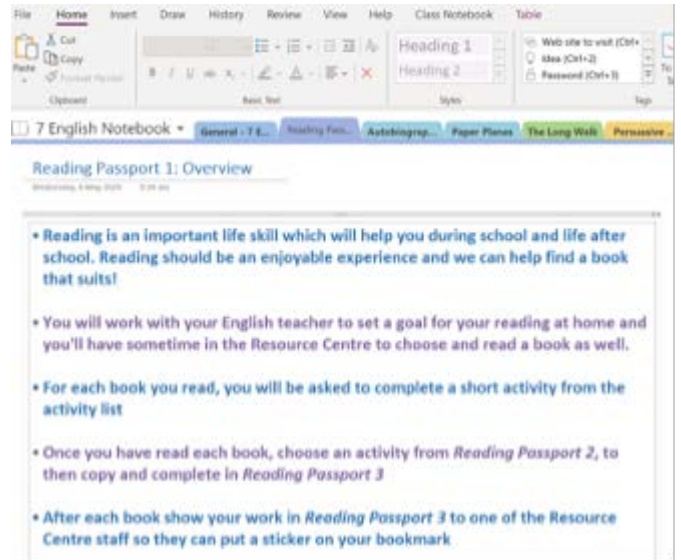 File Home Insert Draw History Review View Help Class Notebook Table
Cut
Copy
Paste
Format Painter
Heading 1
Heading 2
Web site to visit (Ctrl+
Idea (Ctrl+2)
Password (Ctrl+3)
To
Clipboard Basic Text Styles Tags
7 English Notebook General - 7 E... Reading Pass... Autobiograp... Paper Planes The Long Walk Persuasive ...
Reading Passport 1: Overview
• Reading is an important life skill which will help you during school and life after
school. Reading should be an enjoyable experience and we can help find a book
that suits!
• You will work with your English teacher to set a goal for your reading at home and
you'll have sometime in the Resource Centre to choose and read a book as well.
• For each book you read, you will be asked to complete a short activity from the
activity list
• Once you have read each book, choose an activity from Reading Passport 2, to
then copy and complete in Reading Passport 3
• After each book show your work in Reading Passport 3 to one of the Resource
Centre staff so they can put a sticker on your bookmark